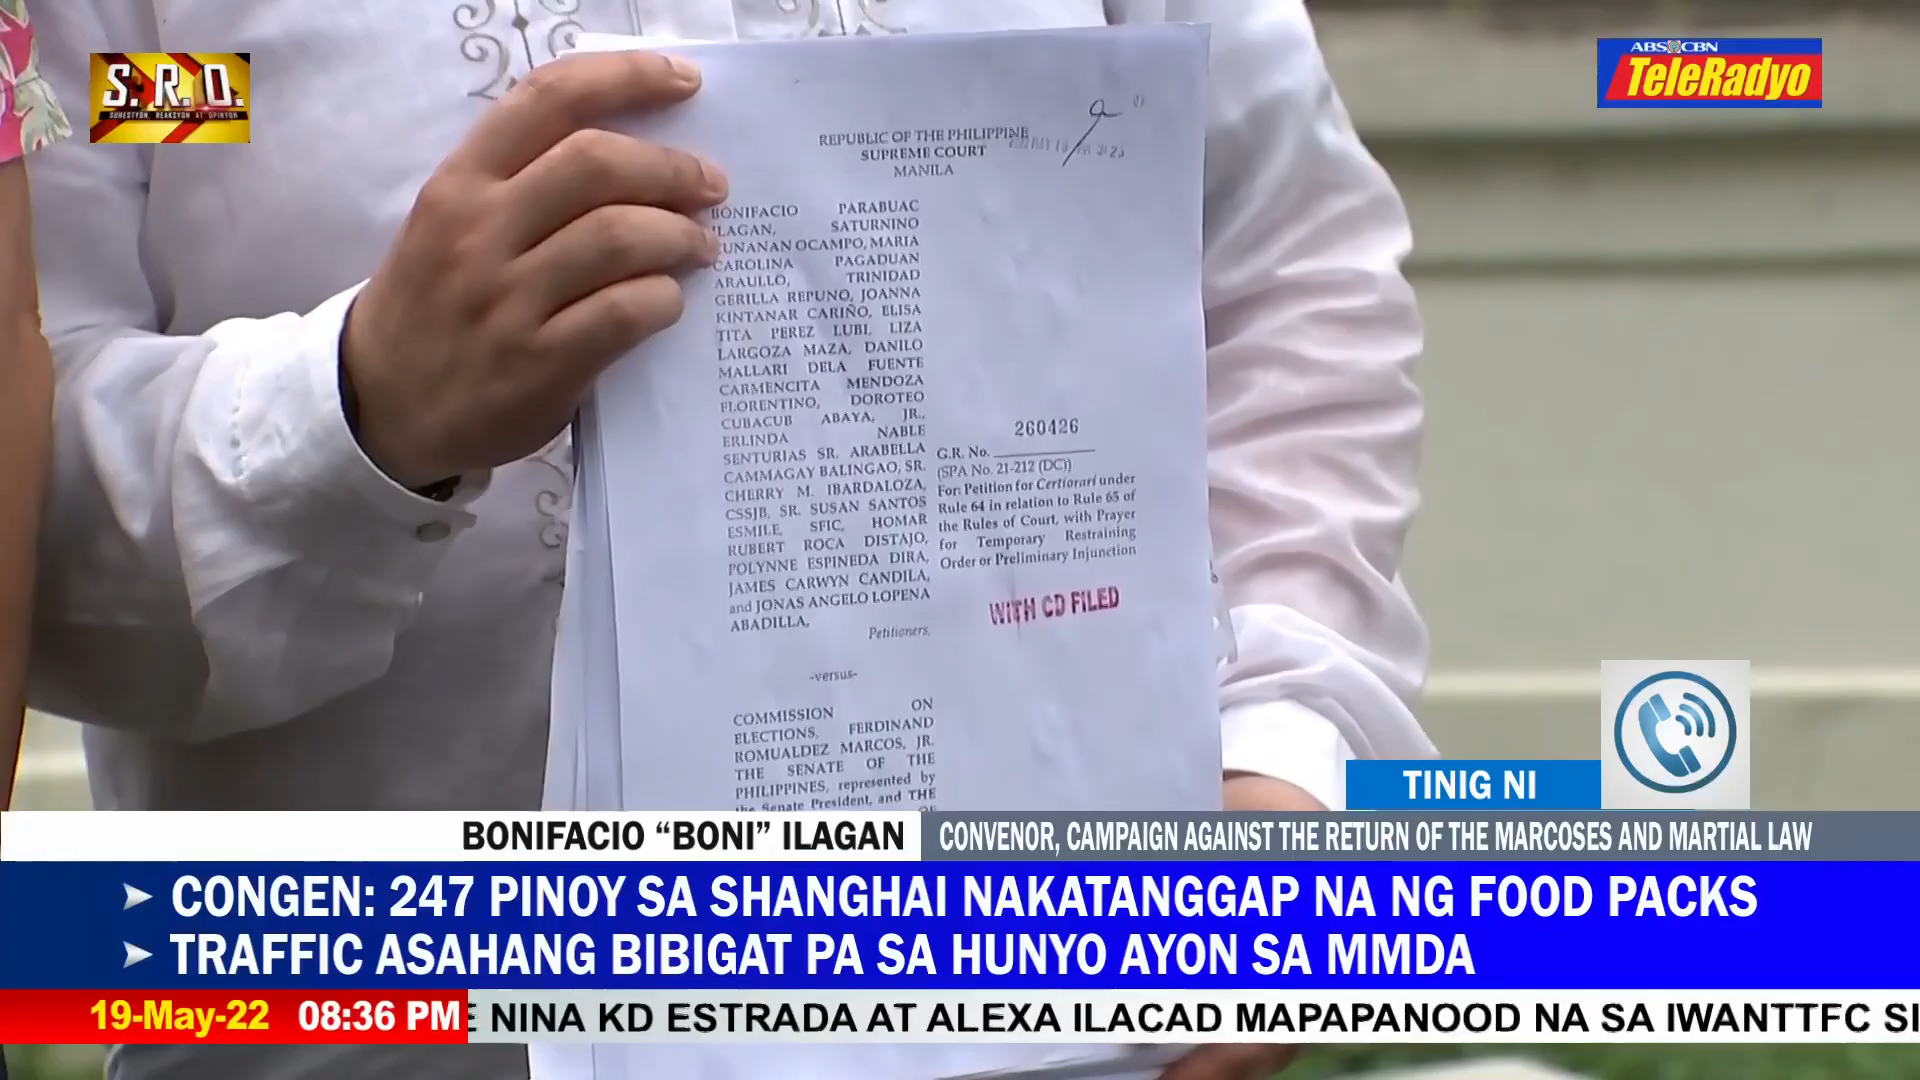 S.R.O.
SUHESTYON, REAKSYON AT OPINYON
ABS-CBN
TeleRadyo
REPUBLIC OF THE PHILIPPINE
SUPREME COURT
MANILA
BONIFACIO PARABUAC
ILAGAN, SATURNINO
CUNANAN OCAMPO, MARIA
CAROLINA PAGADUAN
ARAULLO, TRINIDAD
GERILLA REPUNO, JOANNA
KINTANAR CARIÑO, ELISA
TITA PEREZ LUBI, LIZA
LARGOZA MAZA, DANILO
MALLARI DELA FUENTE
CARMENCITA MENDOZA
FLORENTINO, DOROTEO
CUBACUB ABAYA, JR.,
ERLINDA NABLE
SENTURIAS SR. ARABELLA
CAMMAGAY BALINGAO, SR.
CHERRY M. IBARDALOZA,
CSSJB, SR. SUSAN SANTOS
ESMILE, SFIC, HOMAR
RUBERT ROCA DISTAJO,
POLYNNE ESPINEDA DIRA,
JAMES CARWYN CANDILA,
and JONAS ANGELO LOPENA
ABADILLA,
Petitioners,
260426
G.R. No.
(SPA No. 21-212 (DC))
For: Petition for Certiorari under
Rule 64 in relation to Rule 65 of
the Rules of Court, with Prayer
for Temporary Restraining
Order or Preliminary Injunction
WITH CD FILED
-versus-
COMMISSION ON
ELECTIONS, FERDINAND
ROMUALDEZ MARCOS, JR.
THE SENATE OF THE
PHILIPPINES, represented by
the Senate President, and THE
TINIG NI
BONIFACIO “BONI” ILAGAN
CONVENOR, CAMPAIGN AGAINST THE RETURN OF THE MARCOSES AND MARTIAL LAW
CONGEN: 247 PINOY SA SHANGHAI NAKATANGGAP NA NG FOOD PACKS
TRAFFIC ASAHANG BIBIGAT PA SA HUNYO AYON SA MMDA
19-May-22 08:36 PM
NINA KD ESTRADA AT ALEXA ILACAD MAPAPANOOD NA SA IWANTTFC SI